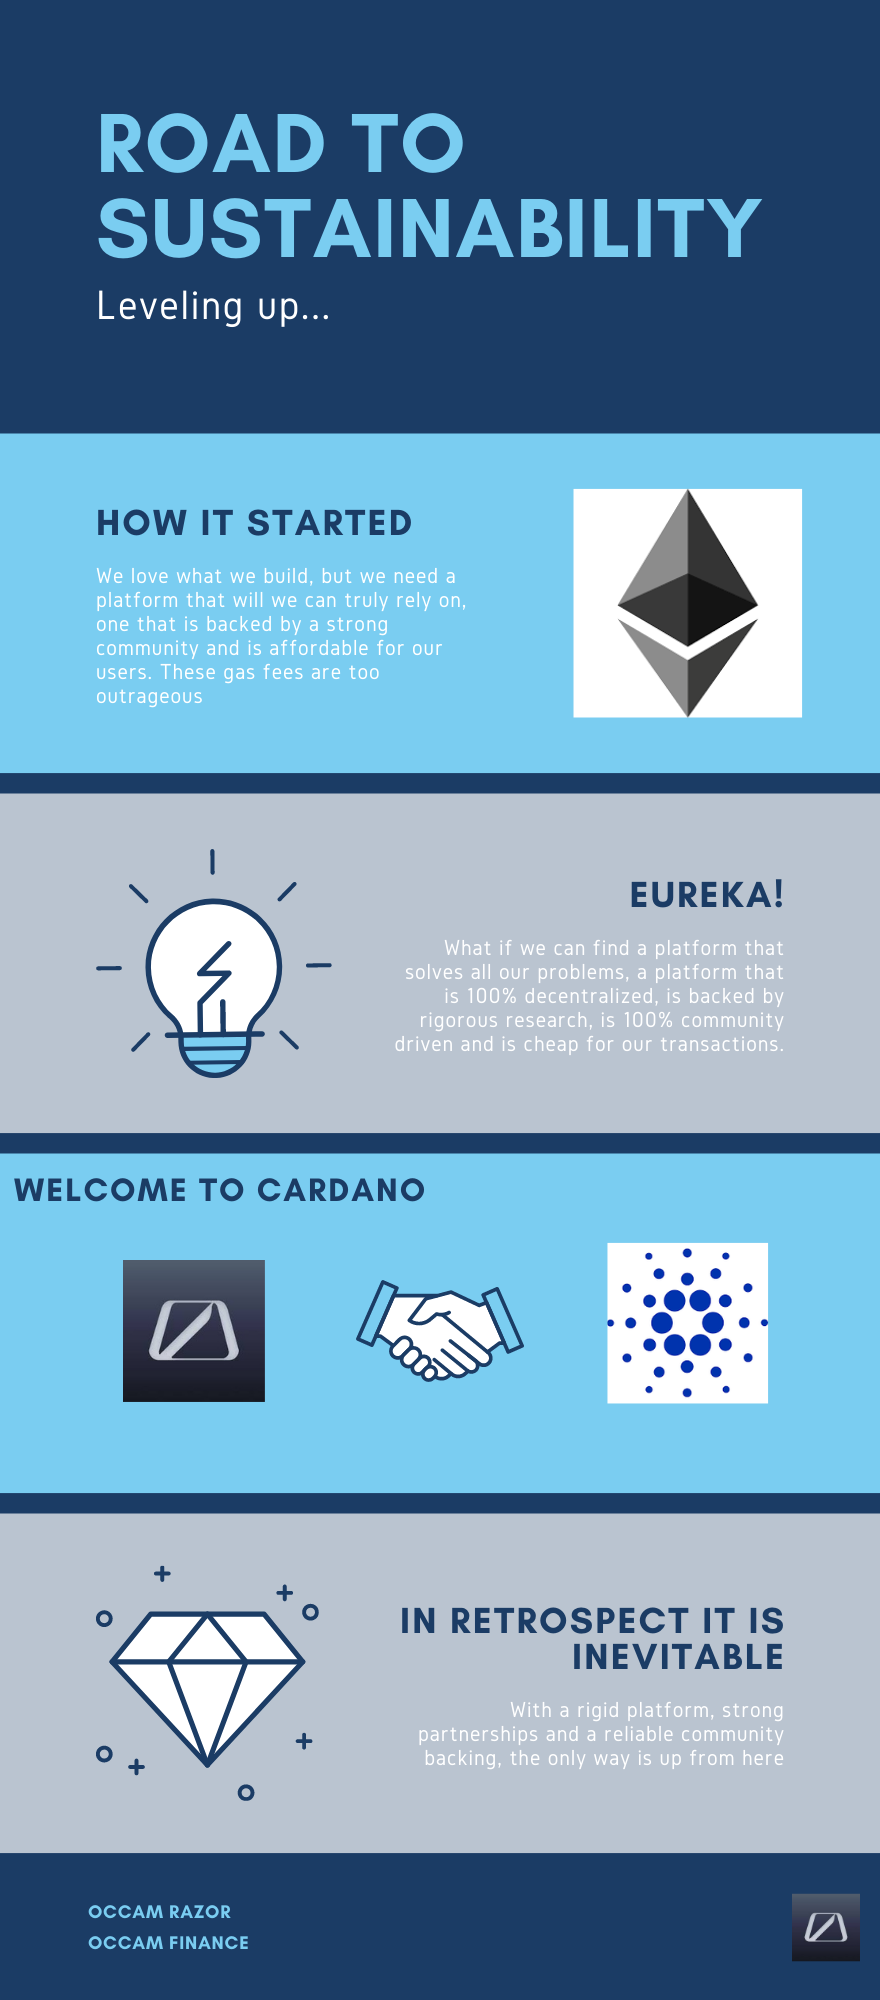 ROAD TO
SUSTAINABILITY
Leveling up...
HOW IT STARTED
We love what we build, but we need a
platform that will we can truly rely on,
one that is backed by a strong
community and is affordable for our
users. These gas fees are too
outrageous
EUREKA!
What if we can find a platform that
solves all our problems, a platform that
is 100% decentralized, is backed by
rigorous research, is 100% community
driven and is cheap for our transactions.
WELCOME TO CARDANO
IN RETROSPECT IT IS
INEVITABLE
With a rigid platform, strong
partnerships and a reliable community
backing, the only way is up from here
OCCAM RAZOR
OCCAM FINANCE